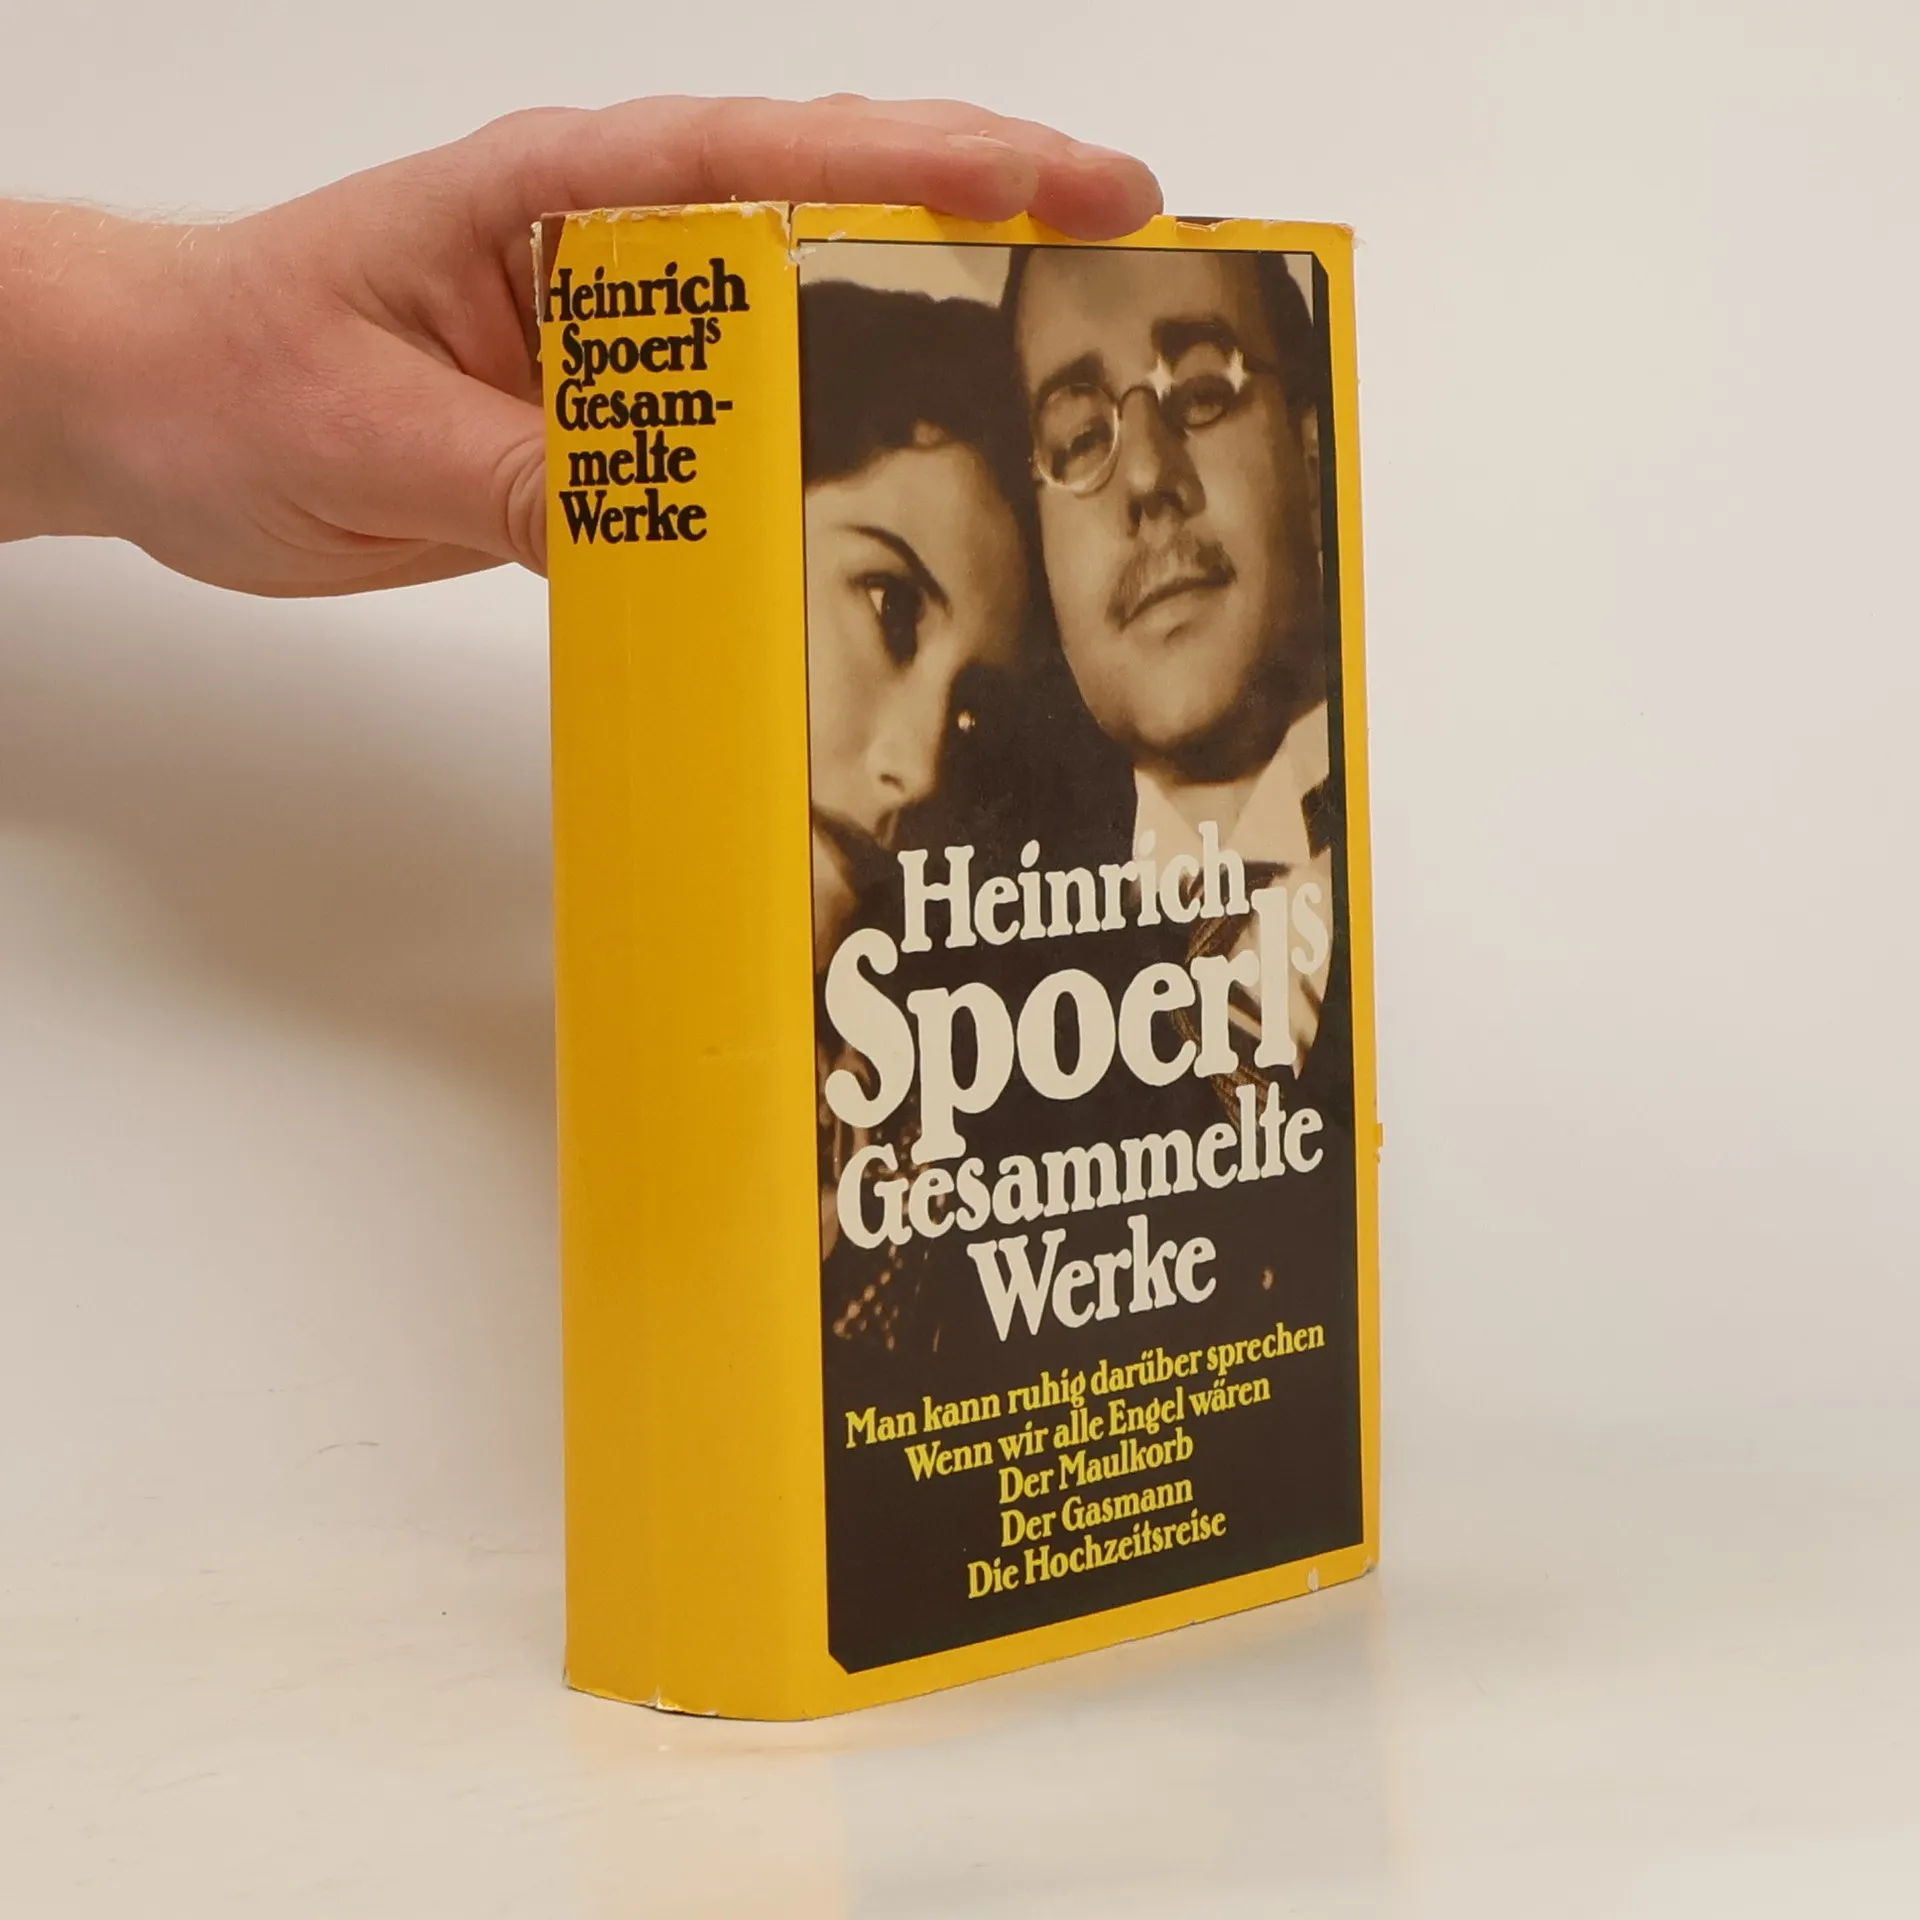 Heinrich
Spoerls
Gesam-
melte
Werke
Heinrich
Spoerls
Gesammelte
Werke
Man kann ruhig darüber sprechen
Wenn wir alle Engel wären
Der Maulkorb
Der Gasmann
Die Hochzeitsreise